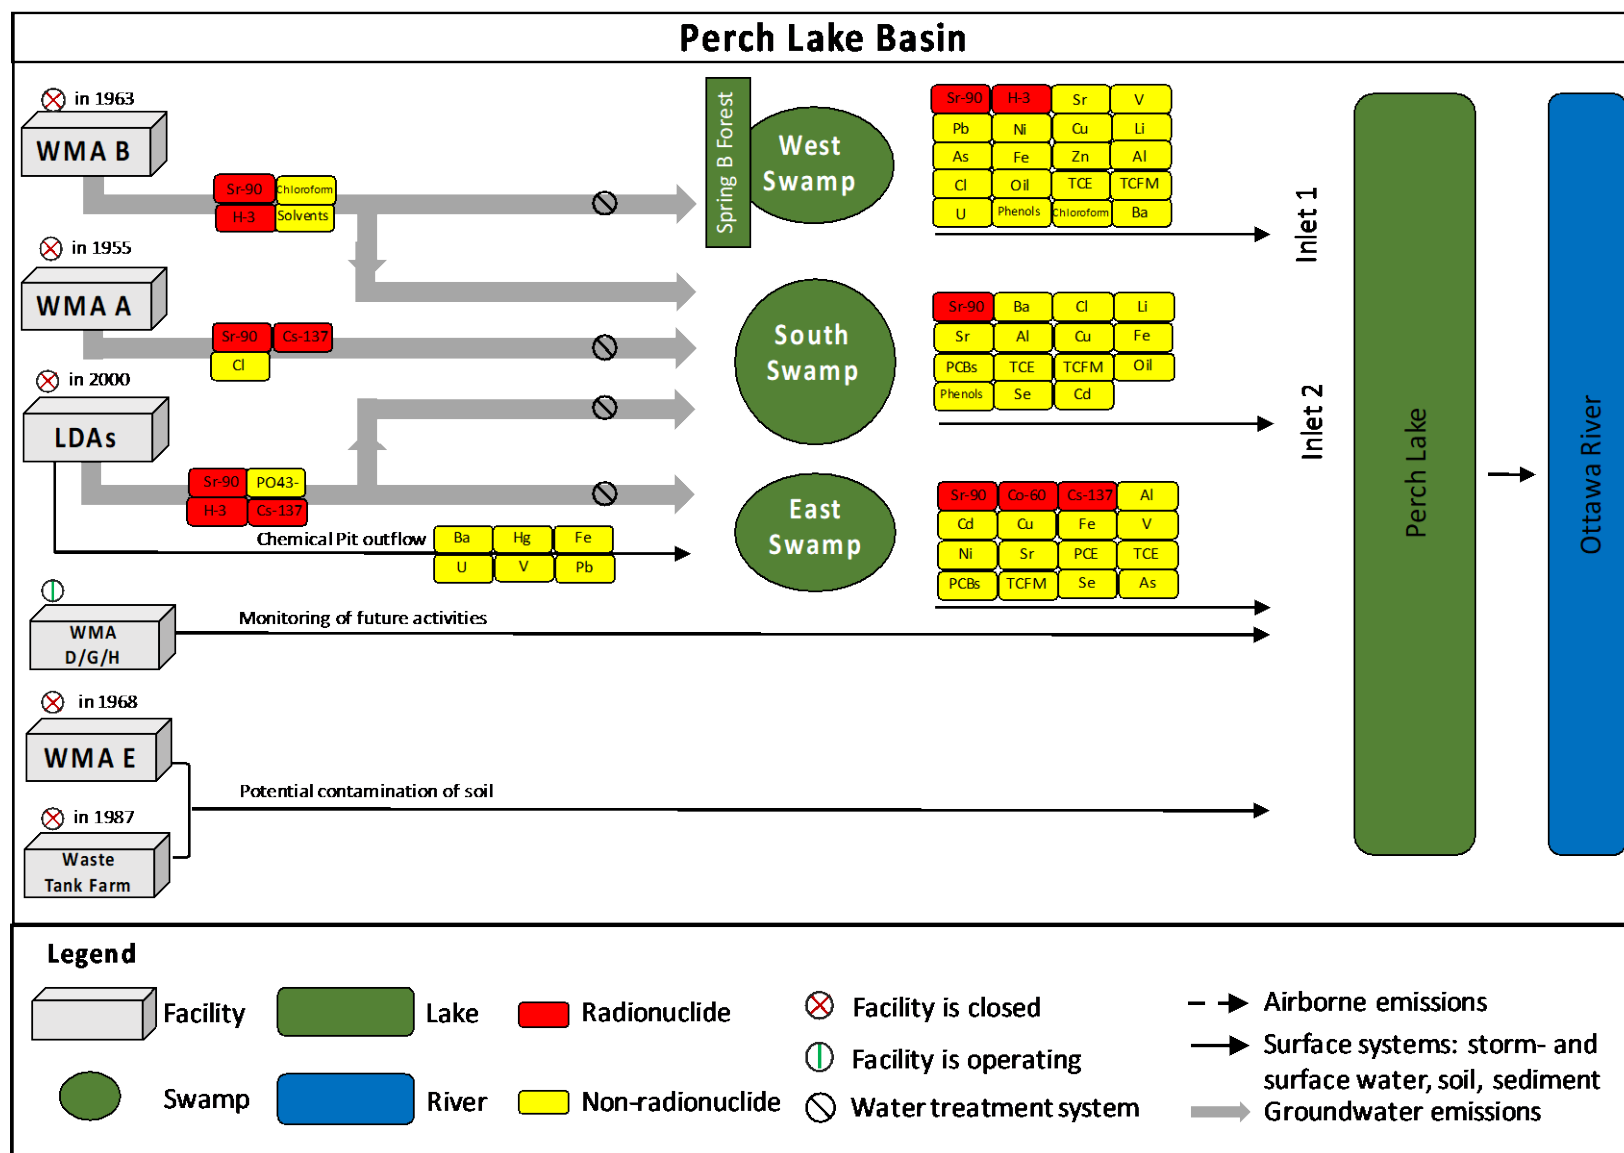 Perch Lake Basin
in 1963
WMA B
Sr-90 Chloroform
H-3 Solvents
Spring B Forest
West
Swamp
Sr-90 H-3 Sr V
Pb Ni Cu Li
As Fe Zn Al
Cl Oil TCE TCFM
U Phenols Chloroform Ba
Inlet 1
in 1955
WMA A
Sr-90 Cs-137
Cl
South
Swamp
Sr-90 Ba Cl Li
Sr Al Cu Fe
PCBs TCE TCFM Oil
Phenols Se Cd
Inlet 2
in 2000
LDAs
Sr-90 PO43-
H-3 Cs-137
Chemical Pit outflow
Ba Hg Fe
U V Pb
East
Swamp
Sr-90 Co-60 Cs-137 Al
Cd Cu Fe V
Ni Sr PCE TCE
PCBs TCFM Se As
WMA
D/G/H
Monitoring of future activities
in 1968
WMA E
Potential contamination of soil
in 1987
Waste
Tank Farm
Perch Lake
Ottawa River
Legend
Facility
Lake
Radionuclide
Facility is closed
Airborne emissions
Facility is operating
Surface systems: storm- and
surface water, soil, sediment
Swamp
River
Non-radionuclide
Water treatment system
Groundwater emissions